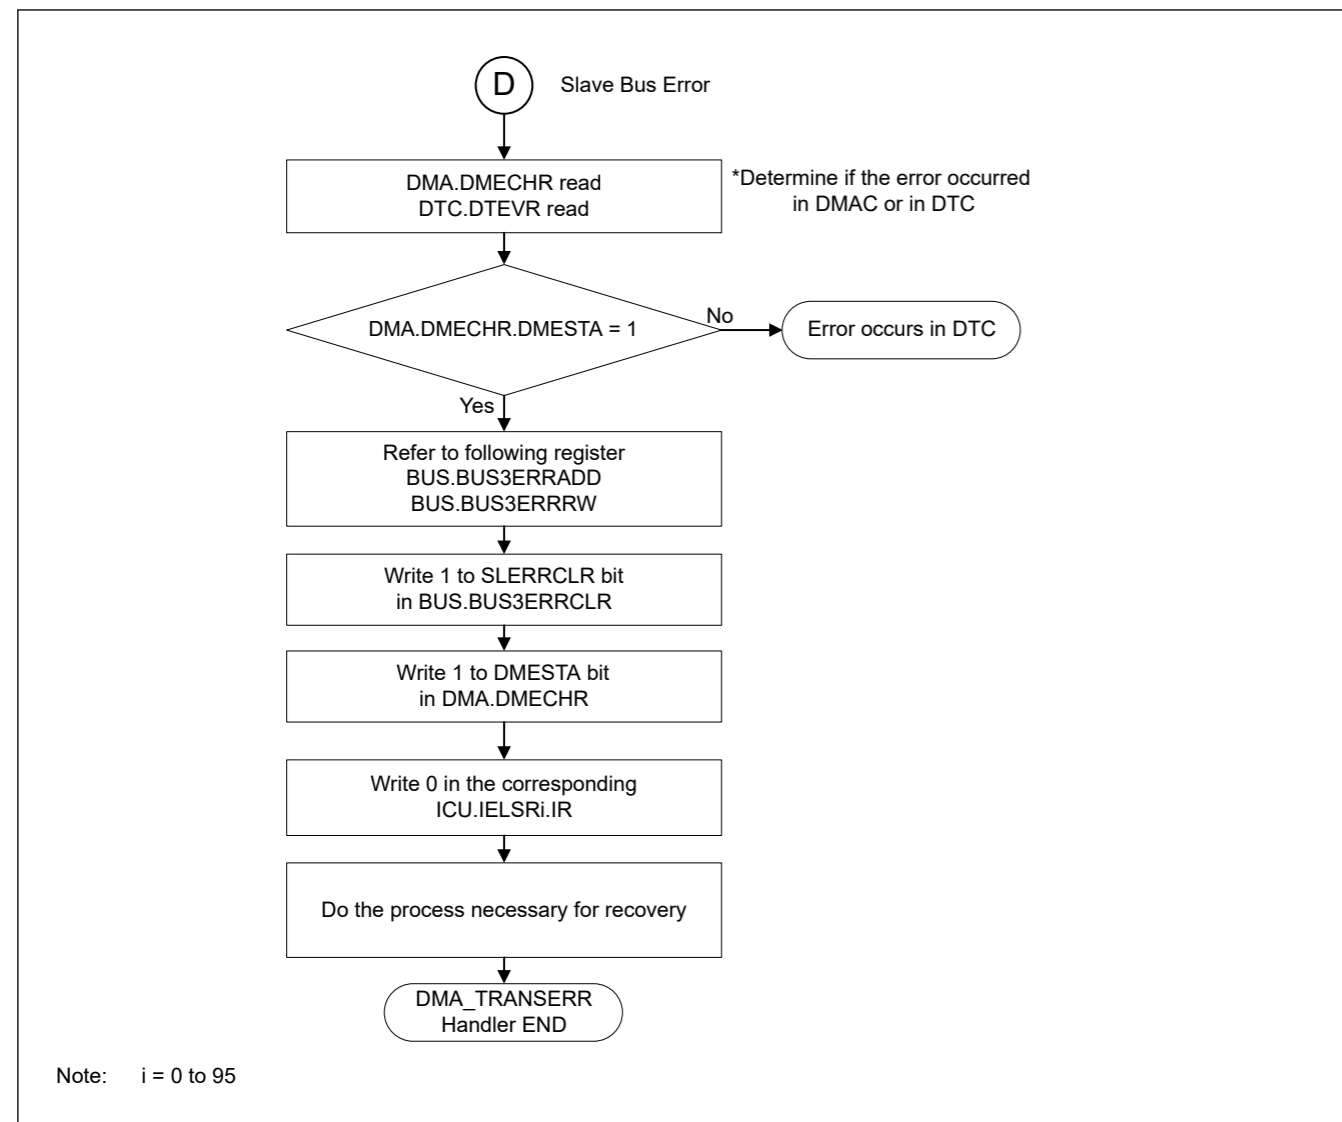 D
Slave Bus Error
DMA.DMECHR read
DTC.DTEVR read
*Determine if the error occurred
in DMAC or in DTC
DMA.DMECHR.DMESTA = 1
No
Error occurs in DTC
Yes
Refer to following register
BUS.BUS3ERRADD
BUS.BUS3ERRRW
Write 1 to SLERRCLR bit
in BUS.BUS3ERRCLR
Write 1 to DMESTA bit
in DMA.DMECHR
Write 0 in the corresponding
ICU.IELSRi.IR
Do the process necessary for recovery
DMA_TRANSERR
Handler END
Note: i = 0 to 95